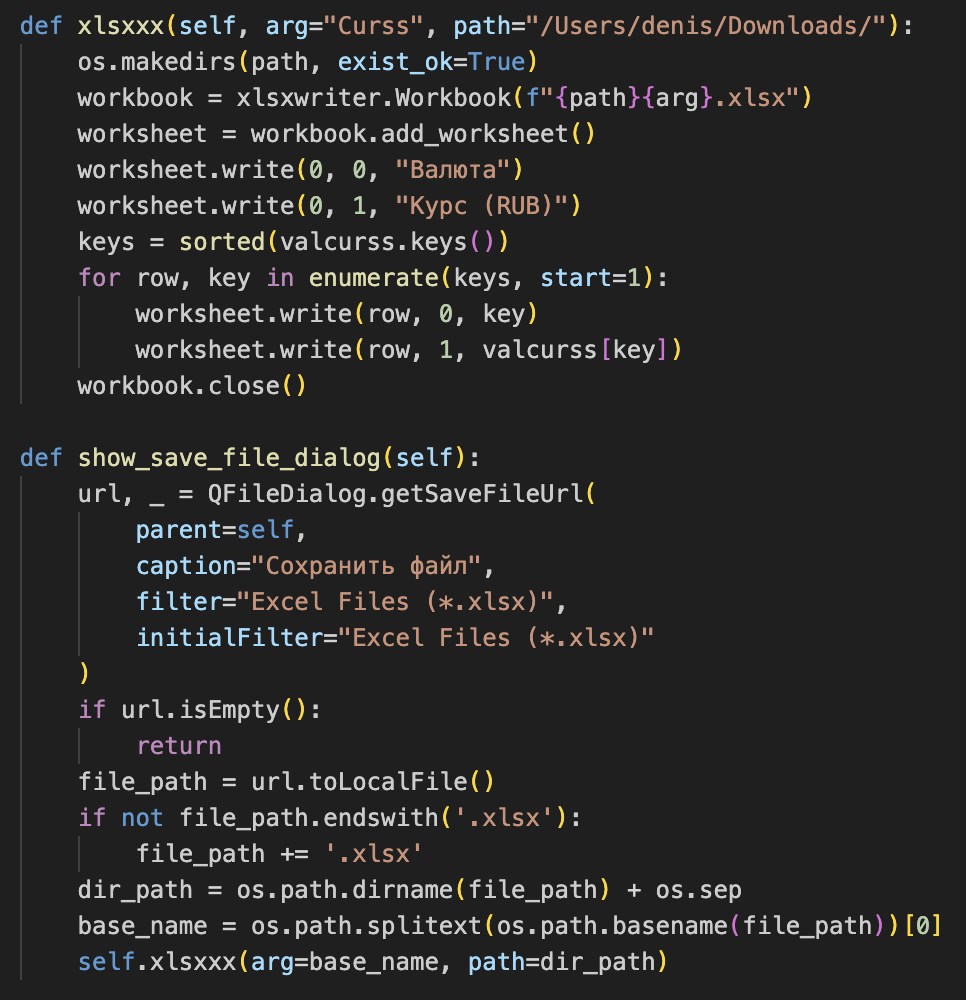 def xlsxxx(self, arg="Curss", path="/Users/denis/Downloads/"):
    os.makedirs(path, exist_ok=True)
    workbook = xlsxwriter.Workbook(f"{path}{arg}.xlsx")
    worksheet = workbook.add_worksheet()
    worksheet.write(0, 0, "Валюта")
    worksheet.write(0, 1, "Курс (RUB)")
    keys = sorted(valcurss.keys())
    for row, key in enumerate(keys, start=1):
        worksheet.write(row, 0, key)
        worksheet.write(row, 1, valcurss[key])
    workbook.close()

def show_save_file_dialog(self):
    url, _ = QFileDialog.getSaveFileUrl(
        parent=self,
        caption="Сохранить файл",
        filter="Excel Files (*.xlsx)",
        initialFilter="Excel Files (*.xlsx)"
    )
    if url.isEmpty():
        return
    file_path = url.toLocalFile()
    if not file_path.endswith('.xlsx'):
        file_path += '.xlsx'
    dir_path = os.path.dirname(file_path) + os.sep
    base_name = os.path.splitext(os.path.basename(file_path))[0]
    self.xlsxxx(arg=base_name, path=dir_path)